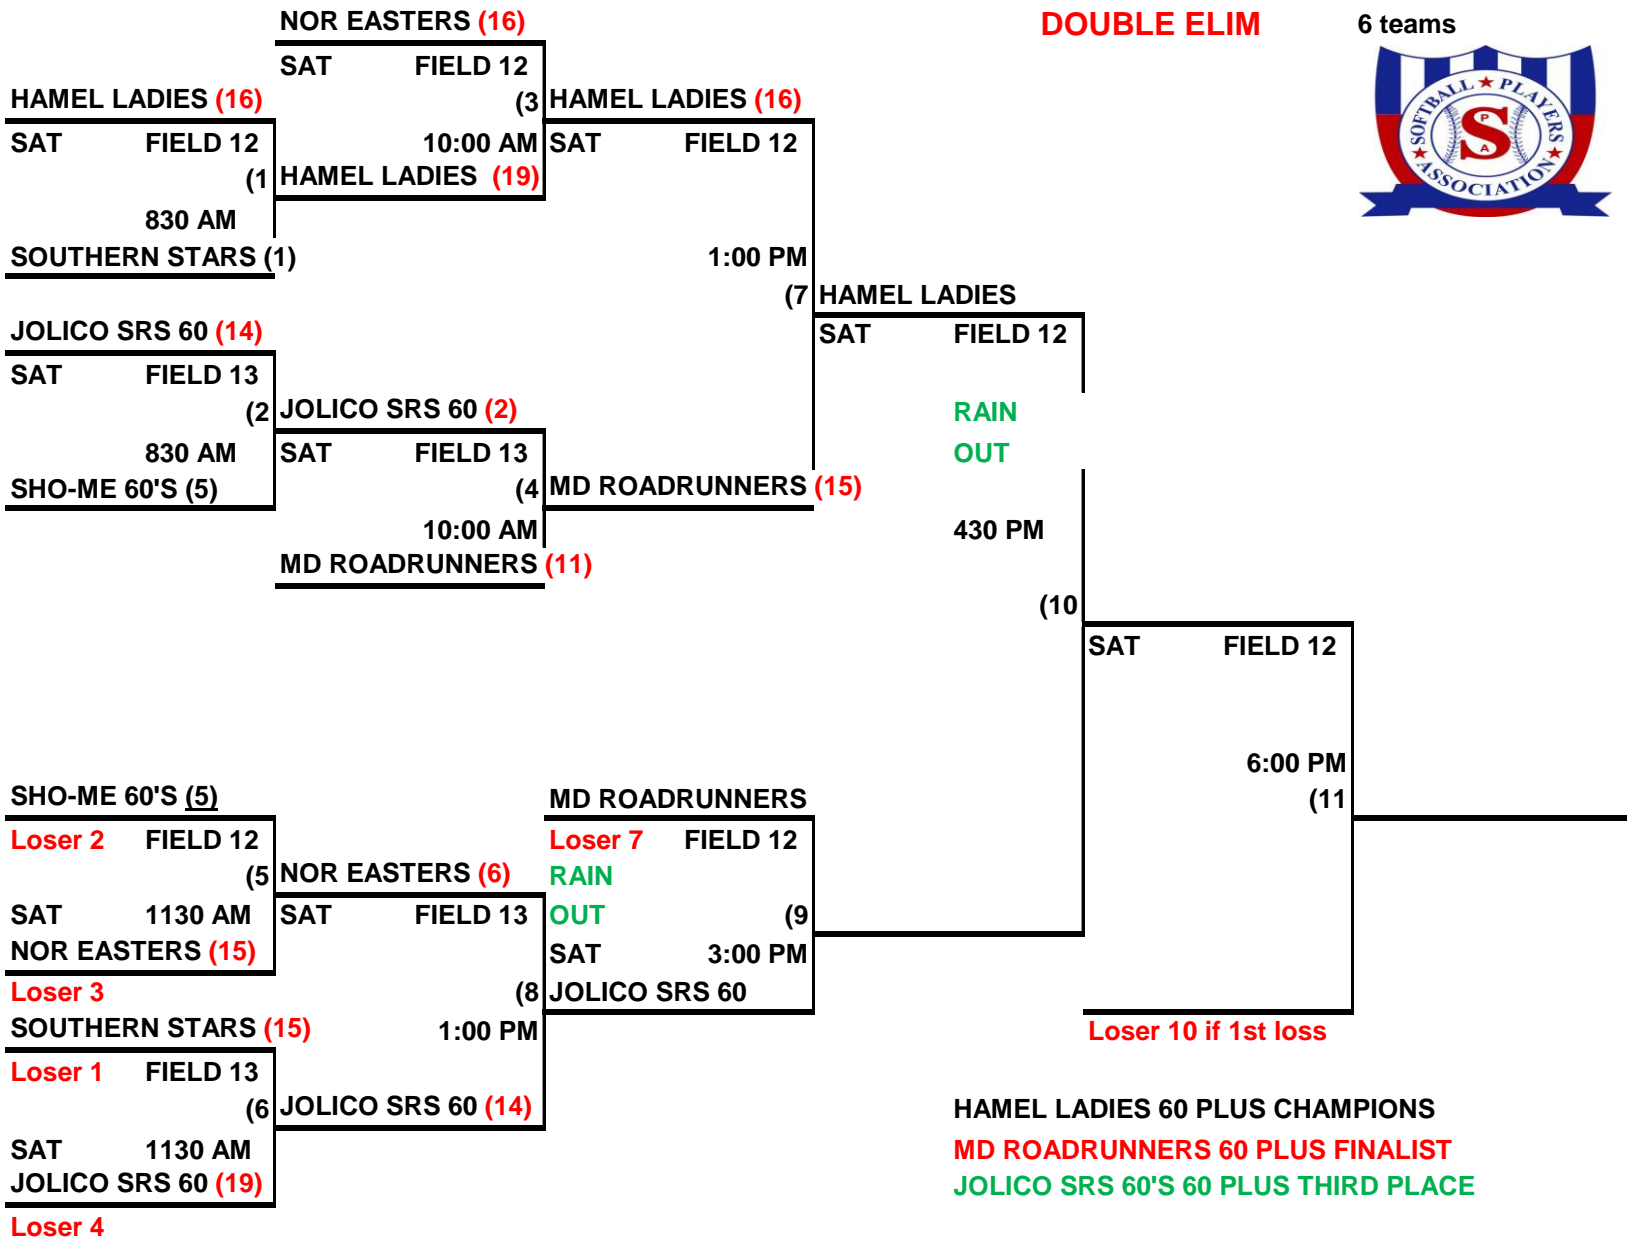 NOR EASTERS (16)
DOUBLE ELIM
6 teams
SAT FIELD 12
HAMEL LADIES (16)
(3 HAMEL LADIES (16)
SAT FIELD 12
10:00 AM SAT FIELD 12
(1 HAMEL LADIES (19)
830 AM
SOUTHERN STARS (1)
1:00 PM
SOFTBALL ★ PLAYERS ★ ASSOCIATION ★
S
P
A
(7 HAMEL LADIES
JOLICO SRS 60 (14)
SAT FIELD 12
SAT FIELD 13
(2 JOLICO SRS 60 (2)
RAIN
830 AM SAT FIELD 13
OUT
SHO-ME 60'S (5)
(4 MD ROADRUNNERS (15)
10:00 AM
430 PM
MD ROADRUNNERS (11)
(10
SAT FIELD 12
6:00 PM
SHO-ME 60'S (5)
MD ROADRUNNERS
(11
Loser 2 FIELD 12
Loser 7 FIELD 12
(5 NOR EASTERS (6)
RAIN
SAT 1130 AM SAT FIELD 13
OUT (9
NOR EASTERS (15)
SAT 3:00 PM
Loser 3
(8 JOLICO SRS 60
SOUTHERN STARS (15)
1:00 PM
Loser 10 if 1st loss
Loser 1 FIELD 13
(6 JOLICO SRS 60 (14)
HAMEL LADIES 60 PLUS CHAMPIONS
SAT 1130 AM
MD ROADRUNNERS 60 PLUS FINALIST
JOLICO SRS 60 (19)
JOLICO SRS 60'S 60 PLUS THIRD PLACE
Loser 4